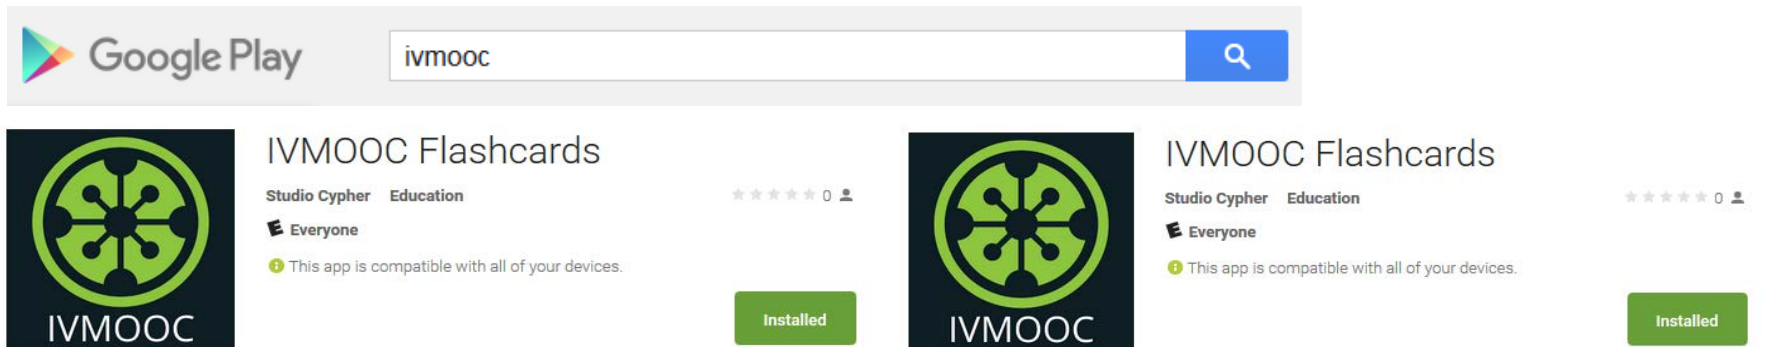 Google Play
ivmooc
IVMOOC Flashcards
Studio Cypher Education
0
E Everyone
This app is compatible with all of your devices.
Installed
IVMOOC
IVMOOC Flashcards
Studio Cypher Education
0
E Everyone
This app is compatible with all of your devices.
Installed
IVMOOC